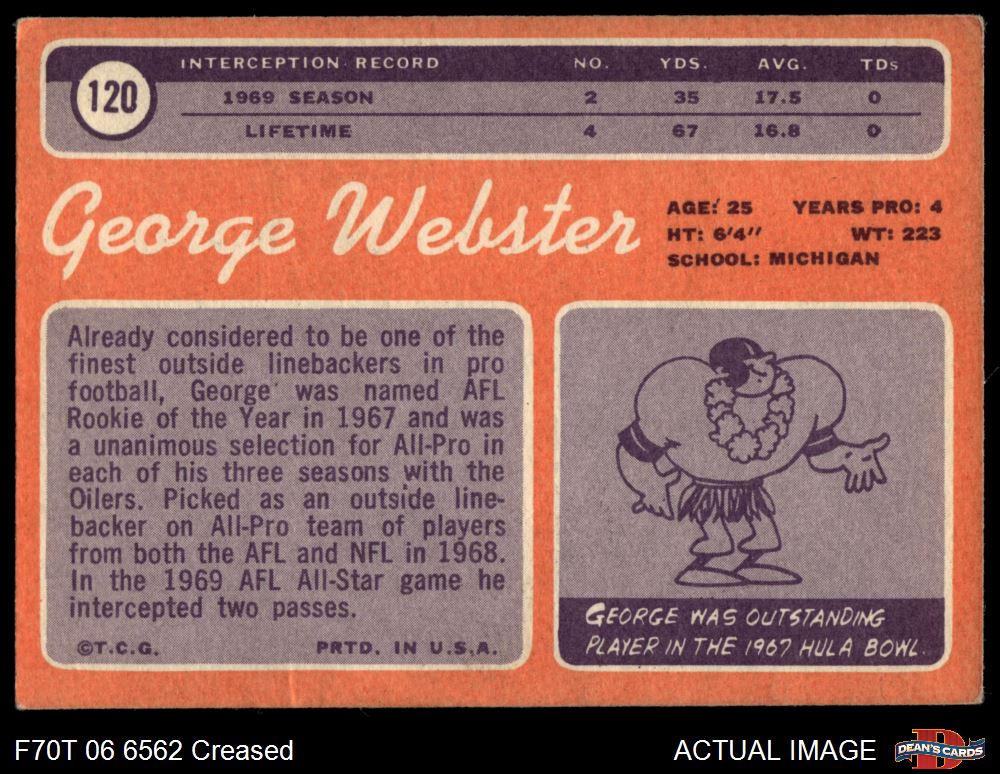 120
INTERCEPTION RECORD NO. YDS. AVG. TDs
1969 SEASON 2 35 17.5 0
LIFETIME 4 67 16.8 0
George Webster
AGE: 25 YEARS PRO: 4
HT: 6'4" WT: 223
SCHOOL: MICHIGAN
Already considered to be one of the
finest outside linebackers in pro
football, George was named AFL
Rookie of the Year in 1967 and was
a unanimous selection for All-Pro in
each of his three seasons with the
Oilers. Picked as an outside line-
backer on All-Pro team of players
from both the AFL and NFL in 1968.
In the 1969 AFL All-Star game he
intercepted two passes.
©T.C.G. PRTD. IN U.S.A.
GEORGE WAS OUTSTANDING
PLAYER IN THE 1967 HULA BOWL.
F70T 06 6562 Creased
ACTUAL IMAGE
D
DEAN'S CARDS